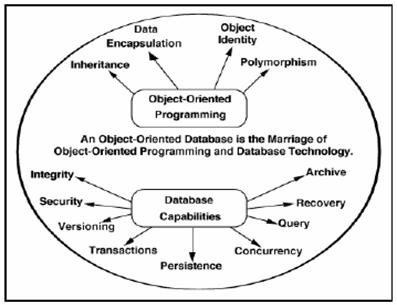 Data
Encapsulation
Object
Identity
Inheritance
Polymorphism
Object-Oriented
Programming
An Object-Oriented Database is the Marriage of
Object-Oriented Programming and Database Technology.
Integrity
Archive
Security
Database
Capabilities
Recovery
Versioning
Query
Transactions
Concurrency
Persistence